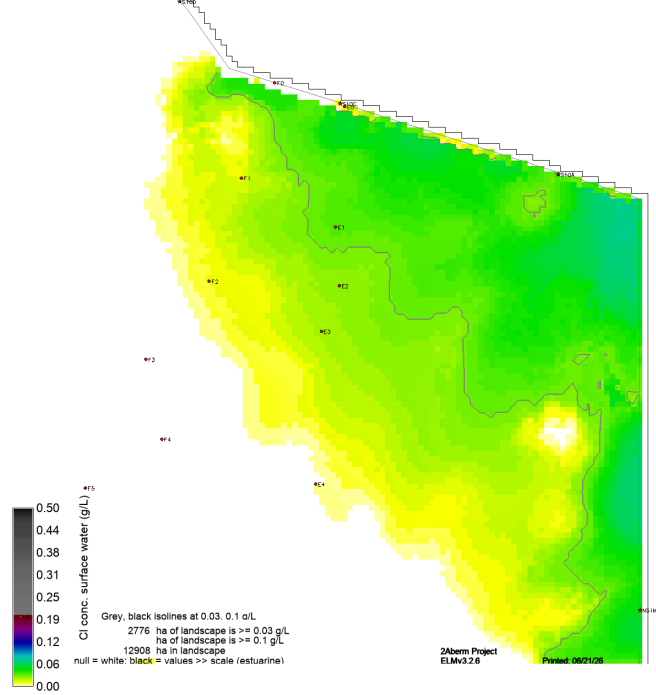 S10D
F0
S10C
E0
S10A
F1
E1
F2
E2
E3
F3
F4
E4
F5
NS1M
0.50
0.44
0.38
0.31
0.25
0.19
0.12
0.06
0.00
Cl conc. surface water (g/L)
Grey, black isolines at 0.03. 0.1 g/L
2776 ha of landscape is >= 0.03 g/L
ha of landscape is >= 0.1 g/L
12908 ha in landscape
null = white: black = values >> scale (estuarine)
2Aberm Project
ELMv3.2.6
Printed: 06/21/26